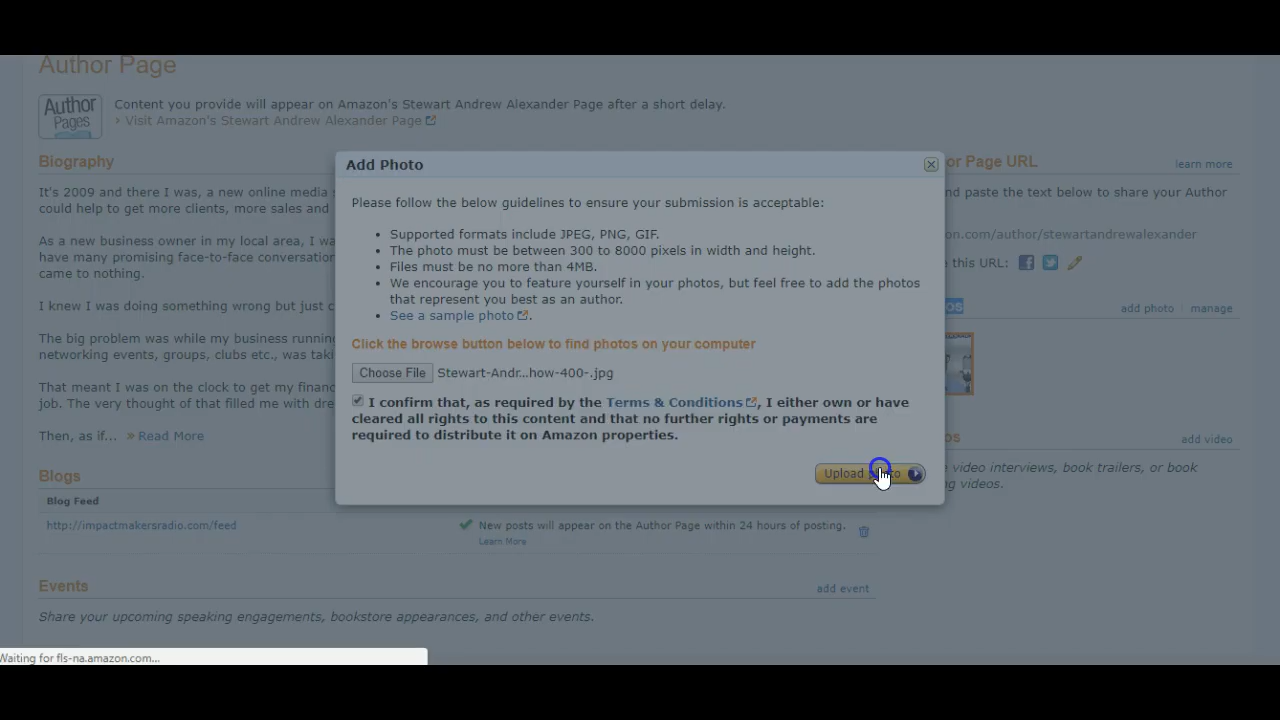 Author Page
Author
Pages
Content you provide will appear on Amazon's Stewart Andrew Alexander Page after a short delay.
› Visit Amazon's Stewart Andrew Alexander Page
Biography
It's 2009 and there I was, a new online media
could help to get more clients, more sales and
As a new business owner in my local area, I wa
have many promising face-to-face conversation
came to nothing.
I knew I was doing something wrong but just c
The big problem was while my business runnin
networking events, groups, clubs etc., was taki
That meant I was on the clock to get my financ
job. The very thought of that filled me with dre
Then, as if... » Read More
Blogs
Blog Feed
http://impactmakersradio.com/feed
New posts will appear on the Author Page within 24 hours of posting.
Learn More
Events
add event
Share your upcoming speaking engagements, bookstore appearances, and other events.
Add Photo
Please follow the below guidelines to ensure your submission is acceptable:
• Supported formats include JPEG, PNG, GIF.
• The photo must be between 300 to 8000 pixels in width and height.
• Files must be no more than 4MB.
• We encourage you to feature yourself in your photos, but feel free to add the photos
that represent you best as an author.
• See a sample photo.
Click the browse button below to find photos on your computer
Choose File Stewart-Andr...how-400-.jpg
I confirm that, as required by the Terms & Conditions, I either own or have
cleared all rights to this content and that no further rights or payments are
required to distribute it on Amazon properties.
Upload
or Page URL
learn more
nd paste the text below to share your Author
on.com/author/stewartandrewalexander
this URL:
os
add photo | manage
os
add video
video interviews, book trailers, or book
g videos.
Waiting for fls-na.amazon.com...